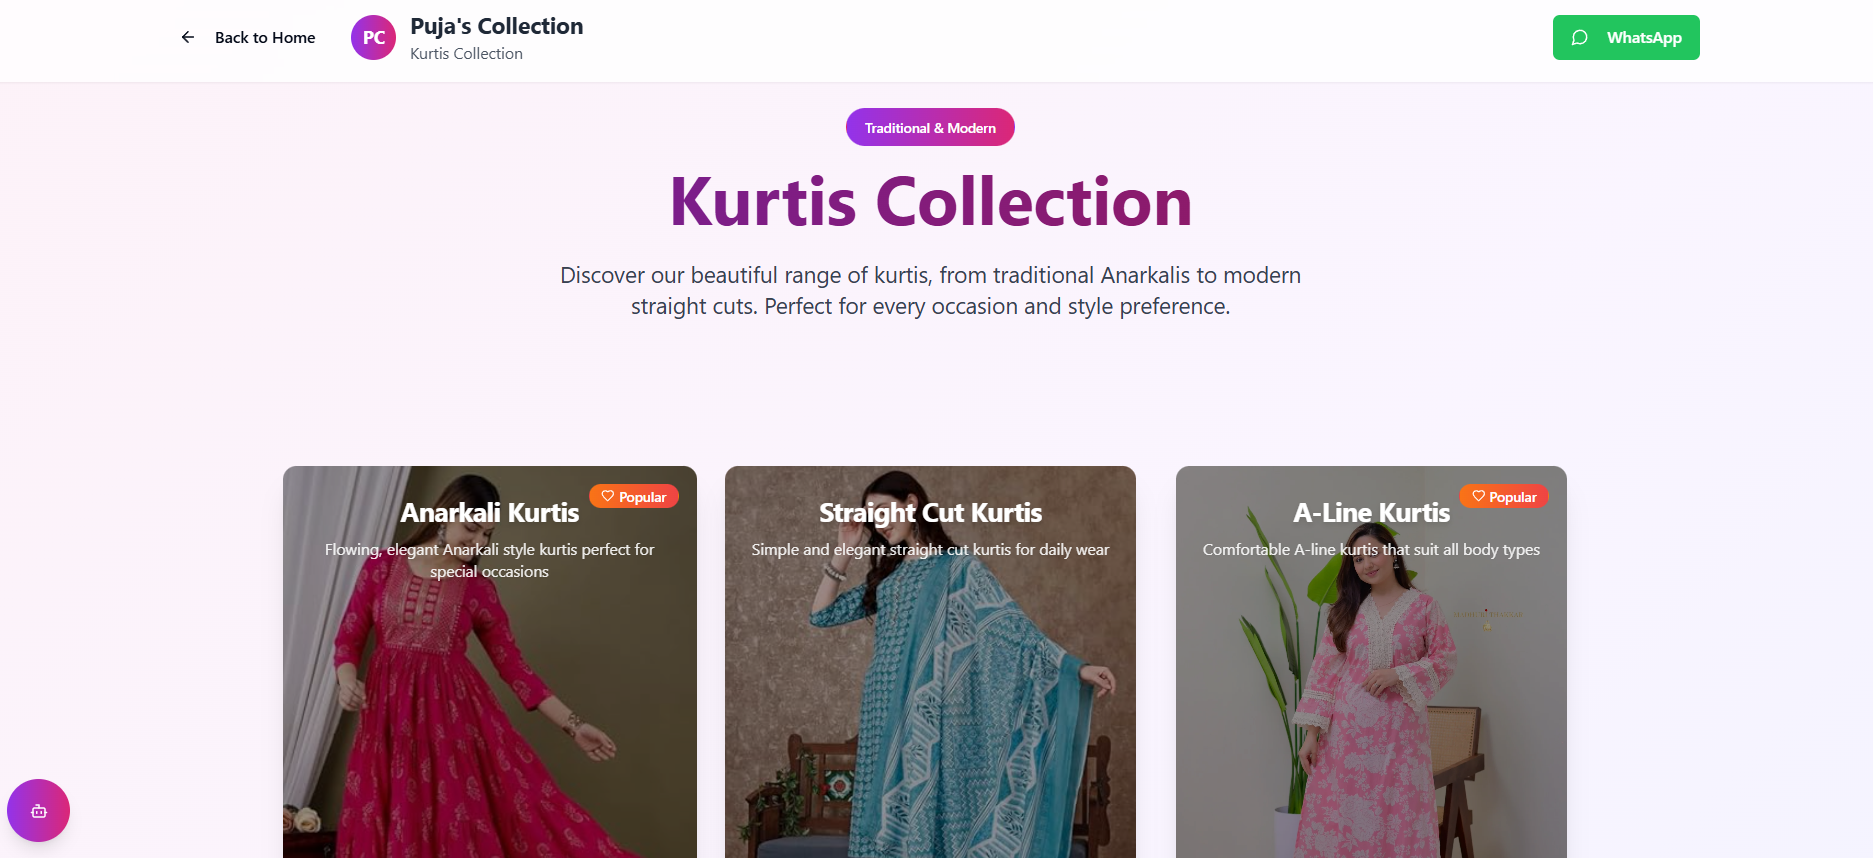 Back to Home
PC
Puja's Collection
Kurtis Collection
WhatsApp
Traditional & Modern
Kurtis Collection
Discover our beautiful range of kurtis, from traditional Anarkalis to modern
straight cuts. Perfect for every occasion and style preference.
Popular
Anarkali Kurtis
Flowing, elegant Anarkali style kurtis perfect for
special occasions
Straight Cut Kurtis
Simple and elegant straight cut kurtis for daily wear
Popular
A-Line Kurtis
Comfortable A-line kurtis that suit all body types